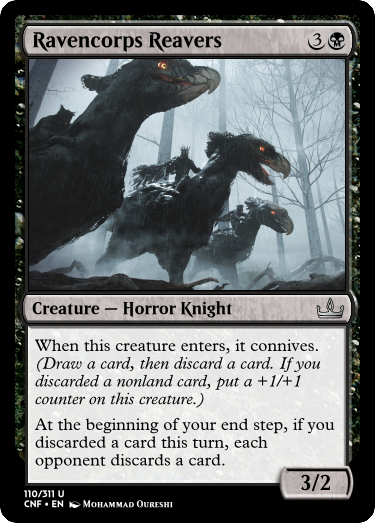 Ravencorps Reavers 3
Creature — Horror Knight
When this creature enters, it connives.
(Draw a card, then discard a card. If you
discarded a nonland card, put a +1/+1
counter on this creature.)
At the beginning of your end step, if you
discarded a card this turn, each
opponent discards a card.
3/2
110/311 U
CNF • EN Mohammad Qureshi